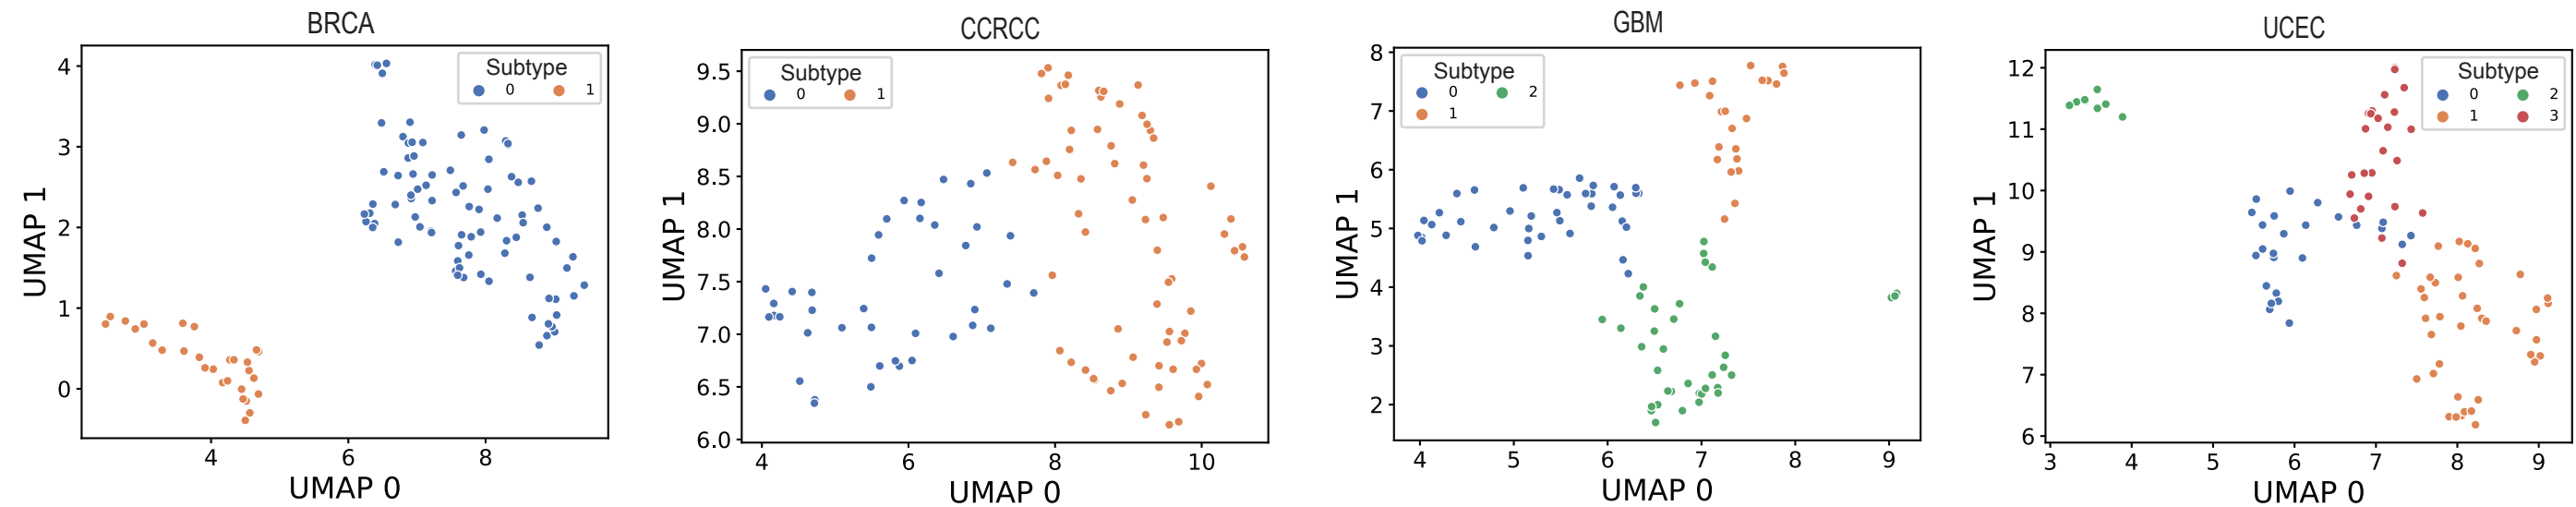 BRCA
Subtype
0 1
4
3
2
1
0
UMAP 1
4 6 8
UMAP 0
CCRCC
Subtype
0 1
9.5
9.0
8.5
8.0
7.5
7.0
6.5
6.0
UMAP 1
4 6 8 10
UMAP 0
GBM
Subtype
0 2
1
8
7
6
5
4
3
2
UMAP 1
4 5 6 7 8 9
UMAP 0
UCEC
Subtype
0 2
1 3
12
11
10
9
8
7
6
UMAP 1
3 4 5 6 7 8 9
UMAP 0